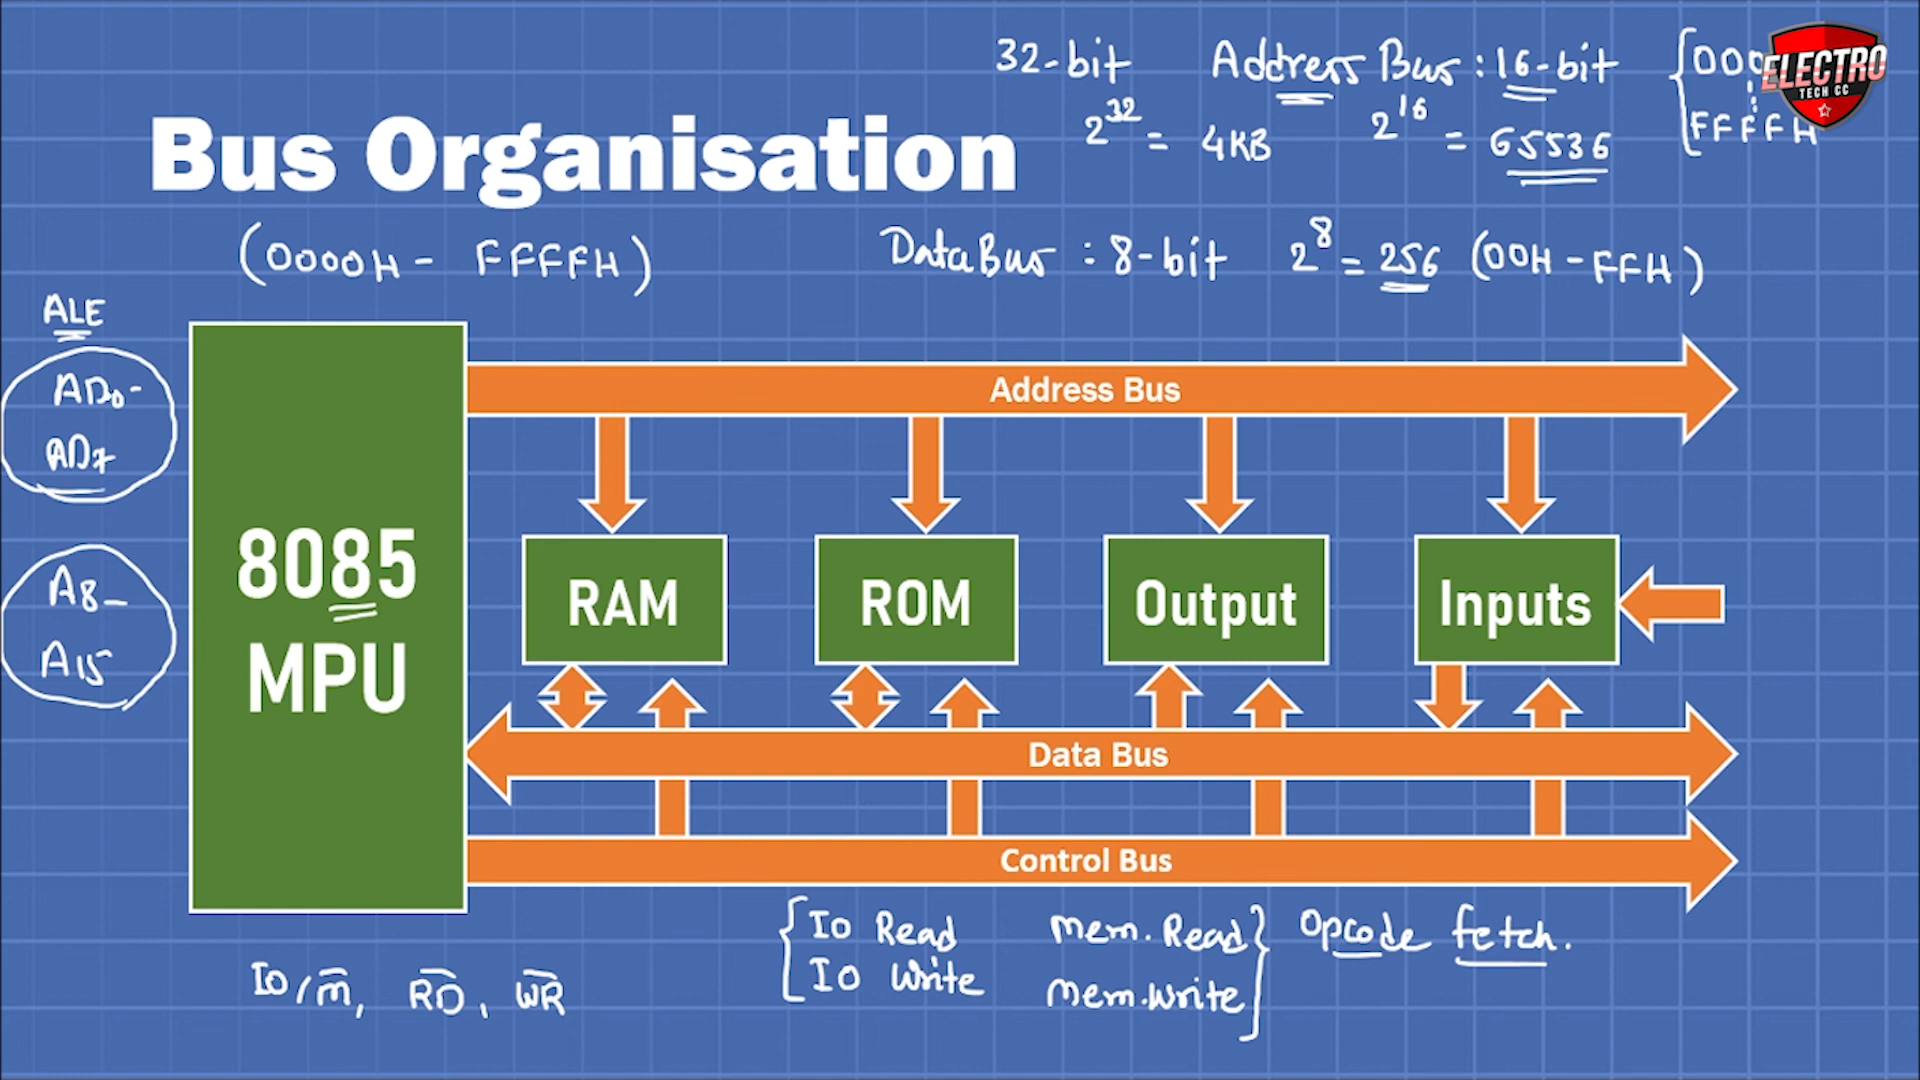 32-bit Address Bus : 16-bit {000
ELECTRO
TECH CC
2^32 = 4KB 2^16 = 65536 FFFFH
Bus Organisation
(0000H - FFFFH) Data Bus : 8-bit 2^8 = 256 (00H - FFH)
ALE
AD0-
AD7
Address Bus
A8-
A15
8085
MPU
RAM ROM Output Inputs
Data Bus
Control Bus
{IO Read Mem. Read} Opcode fetch.
IO Write Mem. Write
IO/M̅, R̅D̅, W̅R̅